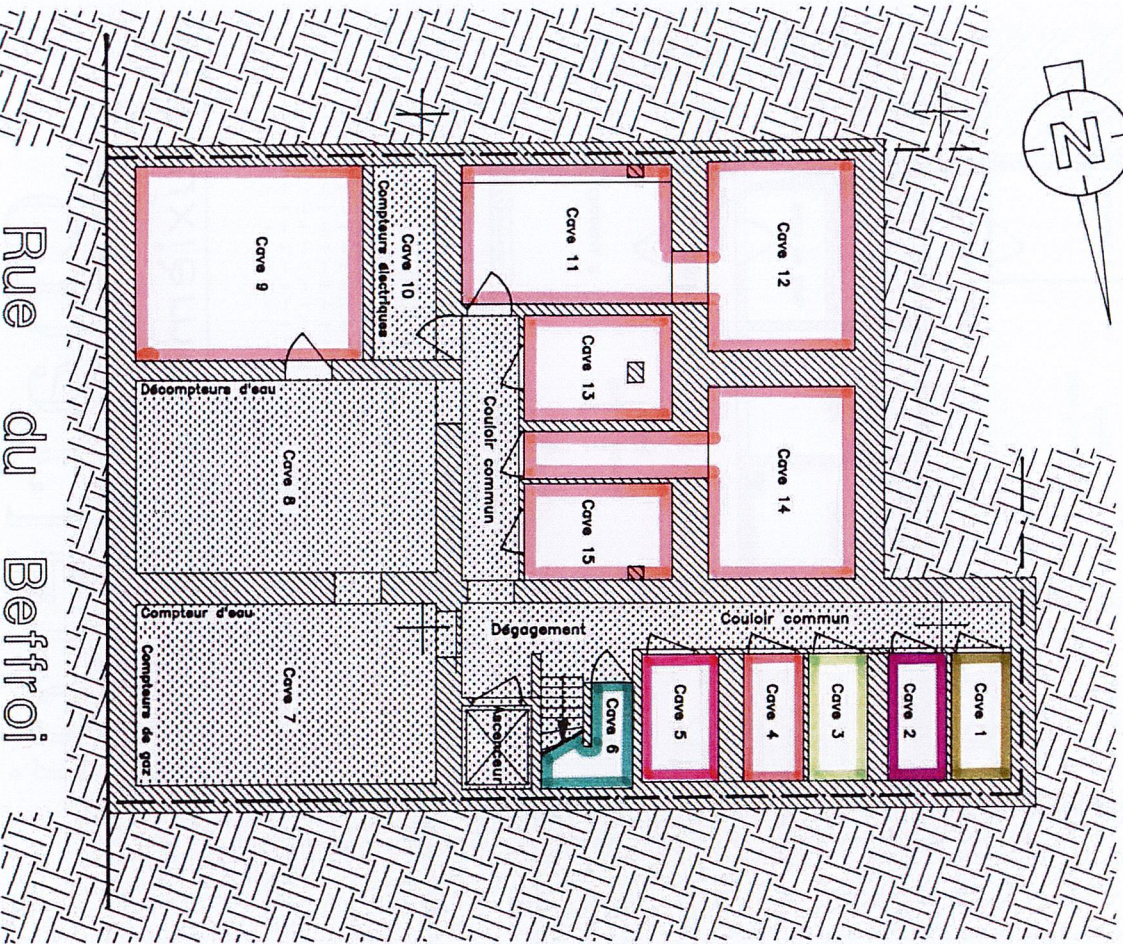 N
Cave 9
Cave 10
Compteurs électriques
Cave 11
Cave 12
Cave 13
Cave 14
Cave 15
Couloir commun
Décompteurs d'eau
Cave 8
Compteur d'eau
Cave 7
Compteurs de gaz
Dégagement
Couloir commun
Ascenseur
Cave 6
Cave 5
Cave 4
Cave 3
Cave 2
Cave 1
Rue du Beffroi